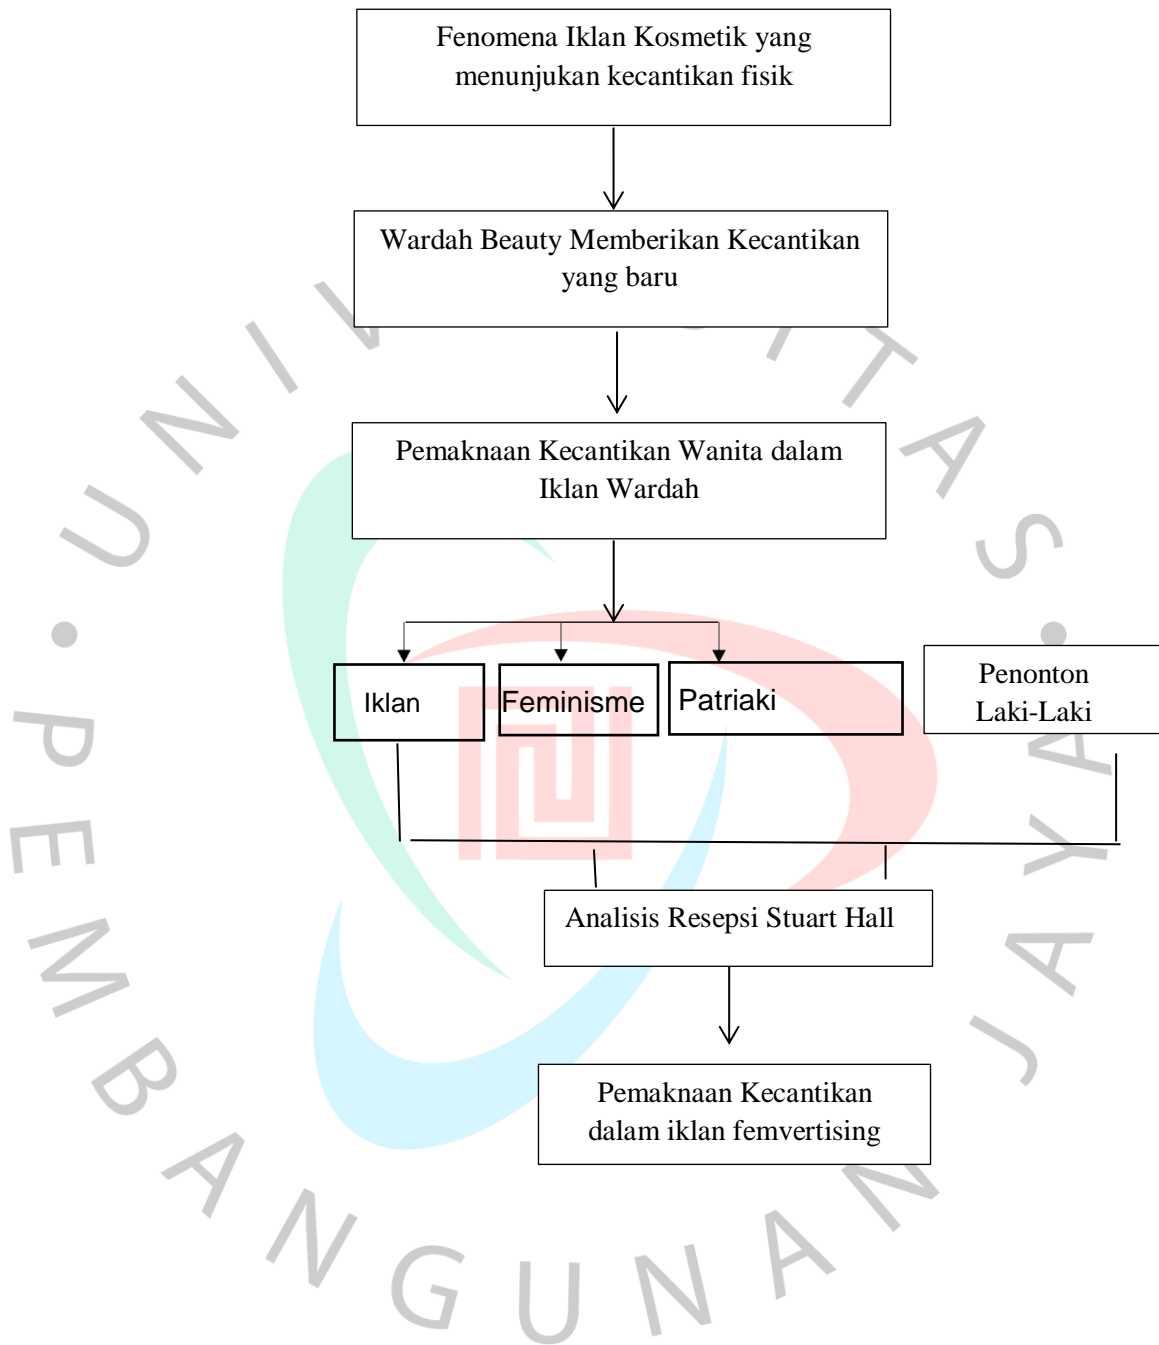 Fenomena Iklan Kosmetik yang
menunjukan kecantikan fisik
Wardah Beauty Memberikan Kecantikan
yang baru
Pemaknaan Kecantikan Wanita dalam
Iklan Wardah
Iklan
Feminisme
Patriaki
Penonton
Laki-Laki
Analisis Resepsi Stuart Hall
Pemaknaan Kecantikan
dalam iklan femvertising
PEMBANGUNAN JAYA